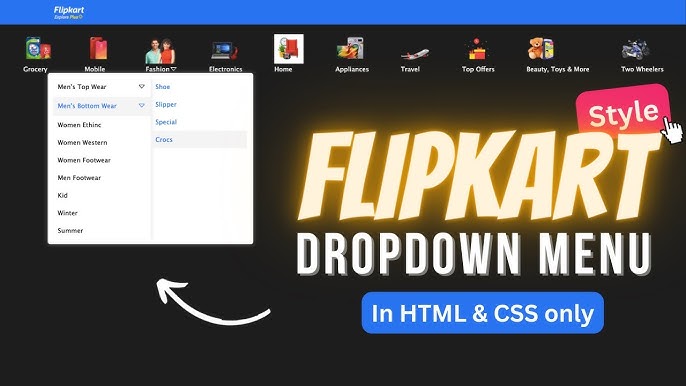 Flipkart
Explore Plus
Grocery
Mobile
Fashion
Electronics
Home
Appliances
Travel
Top Offers
Beauty, Toys & More
Two Wheelers
Men's Top Wear
Shoe
Men's Bottom Wear
Slipper
Women Ethinc
Special
Women Western
Crocs
Women Footwear
Men Footwear
Kid
Winter
Summer
Style
FLIPKART
DROPDOWN MENU
In HTML & CSS only